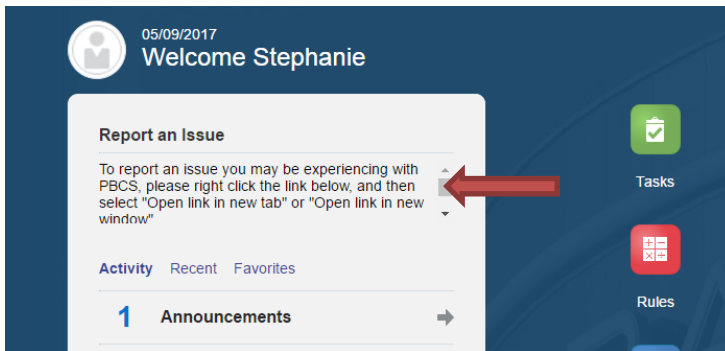 05/09/2017
Welcome Stephanie
Report an Issue
To report an issue you may be experiencing with
PBCS, please right click the link below, and then
select "Open link in new tab" or "Open link in new
window"
Activity Recent Favorites
1 Announcements
Tasks
Rules